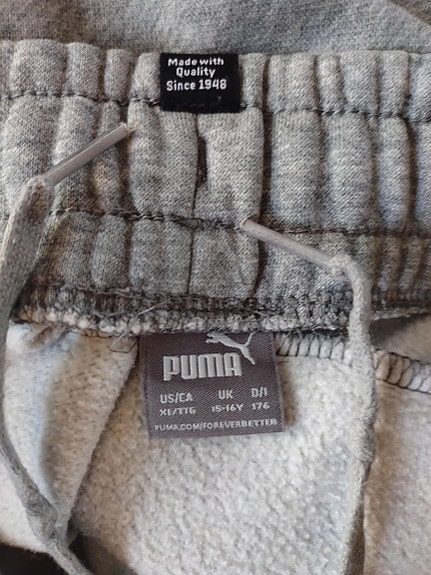 Made with
Quality
Since 1948
PUMA
US/CA UK D/I
XL/TTG 15-16Y 176
PUMA.COM/FOREVERBETTER